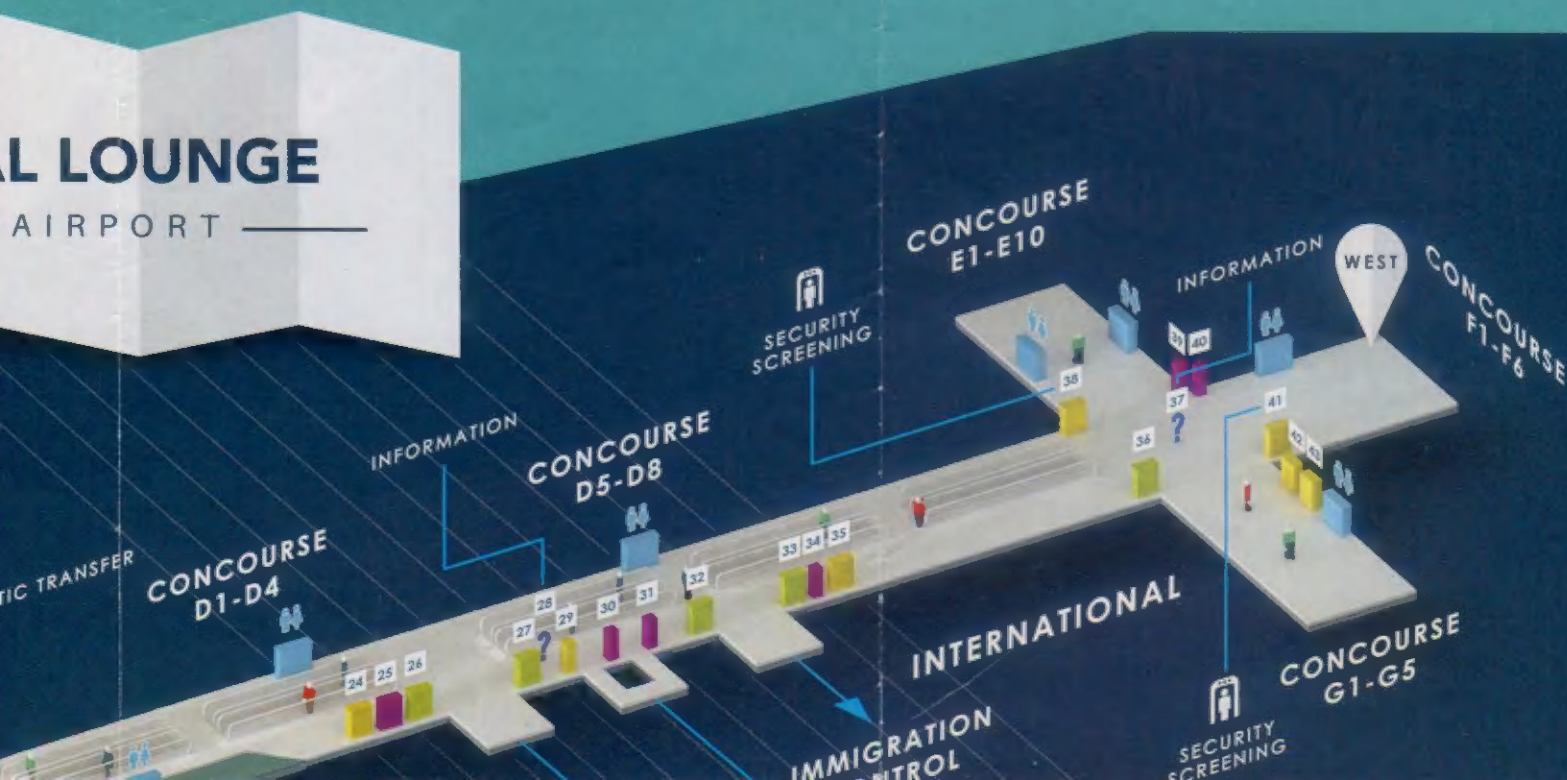 AL LOUNGE
AIRPORT
CONCOURSE
E1-E10
INFORMATION
WEST
CONCOURSE
F1-F6
SECURITY
SCREENING
39 40
38
37
41
36
42 43
INFORMATION
CONCOURSE
D5-D8
33 34 35
32
31
30
29
28
27
TIC TRANSFER
CONCOURSE
D1-D4
24 25 26
INTERNATIONAL
CONCOURSE
G1-G5
IMMIGRATION
NTROL
SECURITY
SCREENING